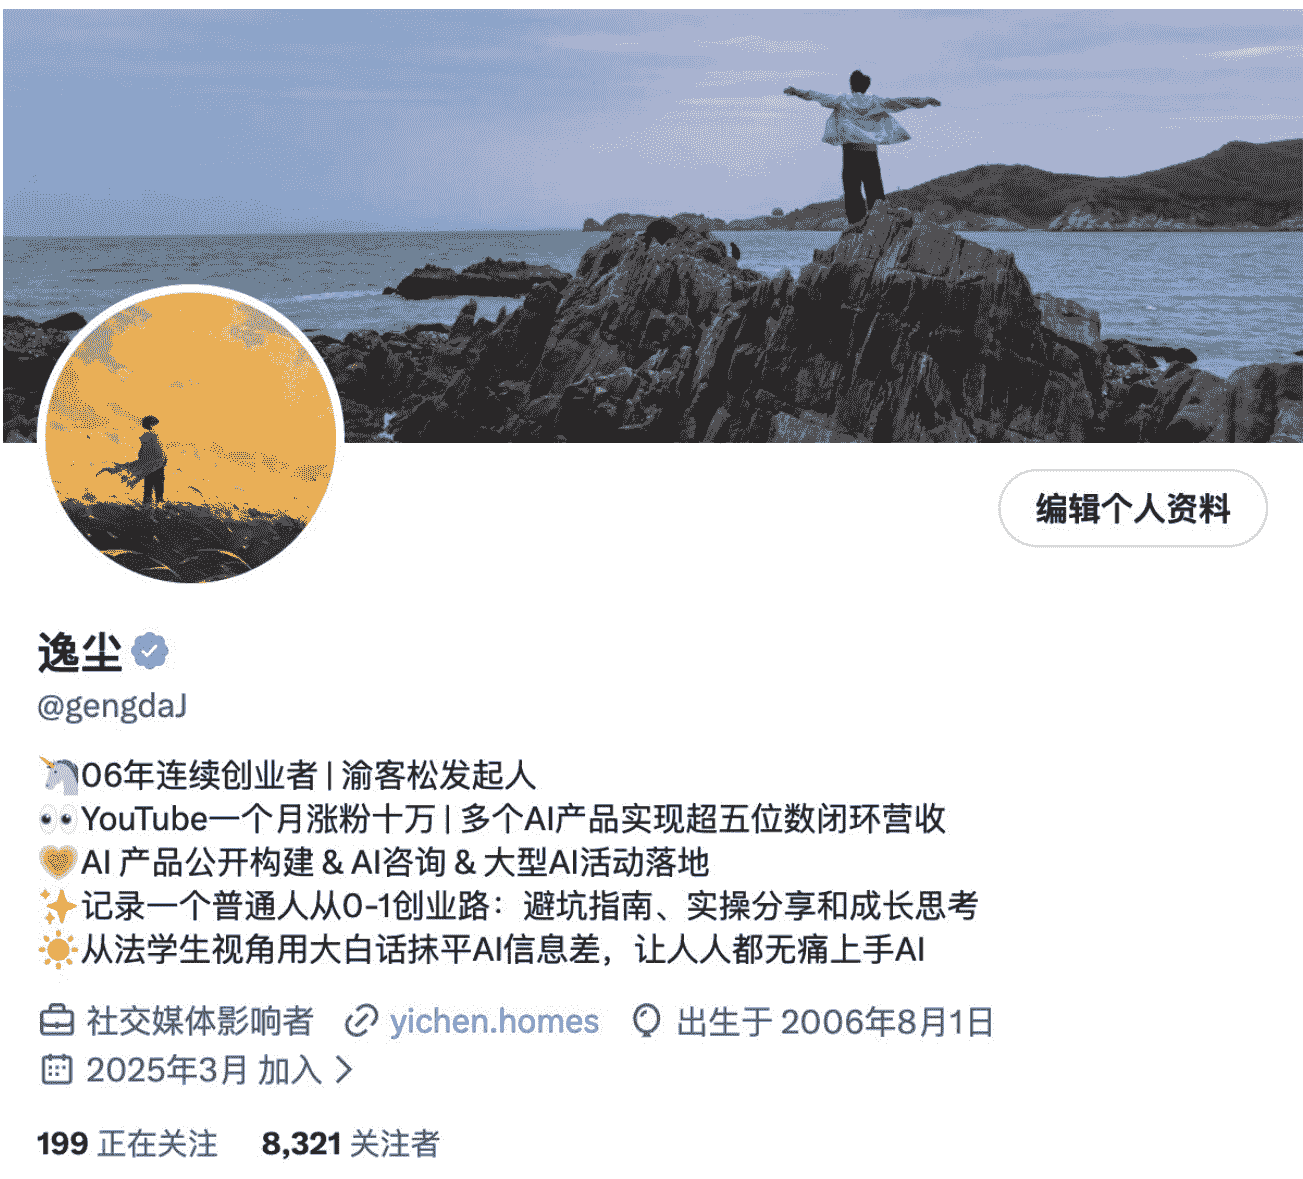 编辑个人资料
逸尘
@gengdaJ
🦄06年连续创业者 | 渝客松发起人
👀YouTube一个月涨粉十万 | 多个AI产品实现超五位数闭环营收
💛AI 产品公开构建 & AI咨询 & 大型AI活动落地
✨记录一个普通人从0-1创业路：避坑指南、实操分享和成长思考
☀️从法学生视角用大白话抹平AI信息差，让人人都无痛上手AI
社交媒体影响者 yichen.homes 出生于 2006年8月1日
2025年3月 加入
199 正在关注 8,321 关注者